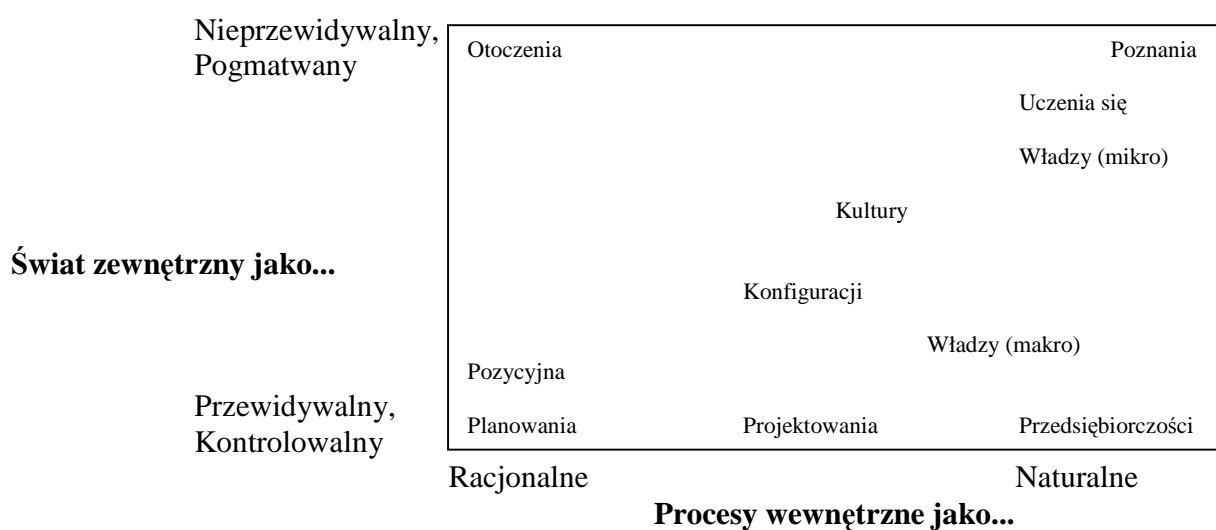 Nieprzewidywalny,
Pogmatwany
Otoczenia
Poznania
Uczenia się
Władzy (mikro)
Kultury
Świat zewnętrzny jako...
Konfiguracji
Władzy (makro)
Pozycyjna
Przewidywalny,
Kontrolowalny
Planowania
Projektowania
Przedsiębiorczości
Racjonalne
Naturalne
Procesy wewnętrzne jako...